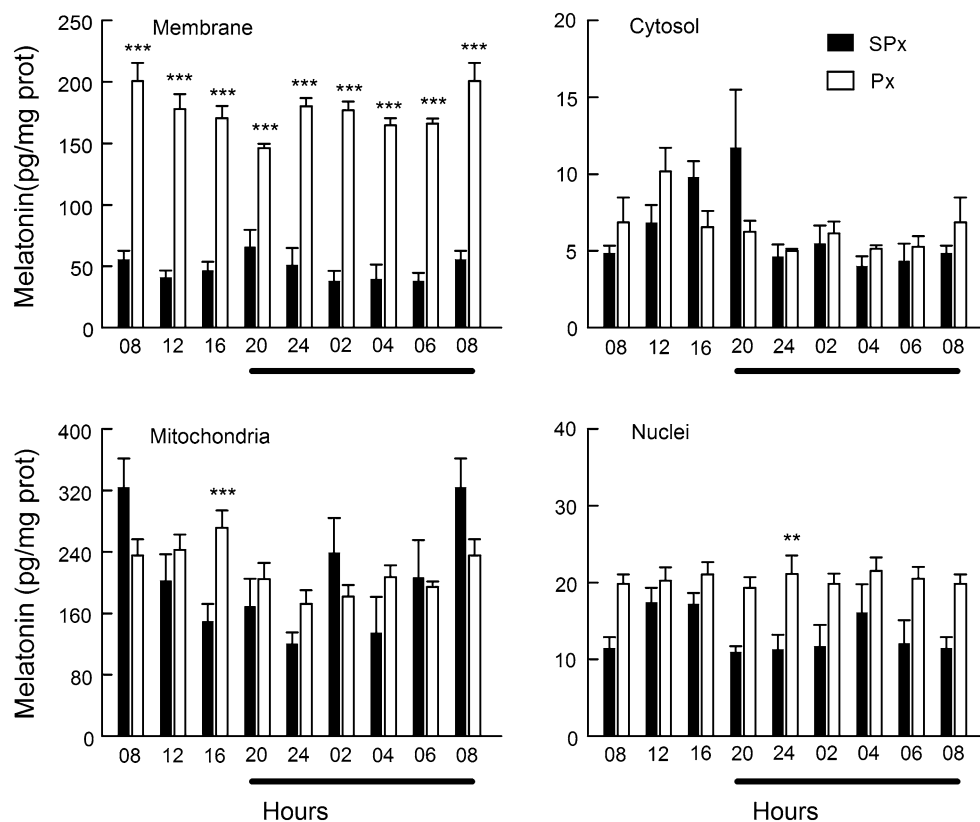 Membrane
Melatonin(pg/mg prot)
250
200
150
100
50
0
*** *** *** *** *** *** *** *** ***
08 12 16 20 24 02 04 06 08
Cytosol
SPx
Px
20
15
10
5
0
08 12 16 20 24 02 04 06 08
Mitochondria
Melatonin (pg/mg prot)
400
320
240
160
80
0
***
08 12 16 20 24 02 04 06 08
Hours
Nuclei
40
30
20
10
0
**
08 12 16 20 24 02 04 06 08
Hours